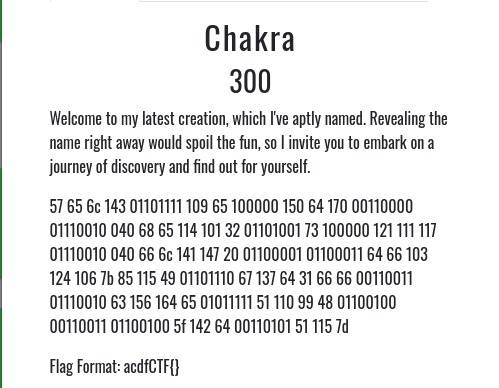 Chakra
300
Welcome to my latest creation, which I've aptly named. Revealing the
name right away would spoil the fun, so I invite you to embark on a
journey of discovery and find out for yourself.
57 65 6c 143 01101111 109 65 100000 150 64 170 00110000
01110010 040 68 65 114 101 32 01101001 73 100000 121 111 117
01110010 040 66 6c 141 147 20 01100001 01100011 64 66 103
124 106 7b 85 115 49 01101110 67 137 64 31 66 66 00110011
01110010 63 156 164 65 01011111 51 110 99 48 01100100
00110011 01100100 5f 142 64 00110101 51 115 7d
Flag Format: acdfCTF{}